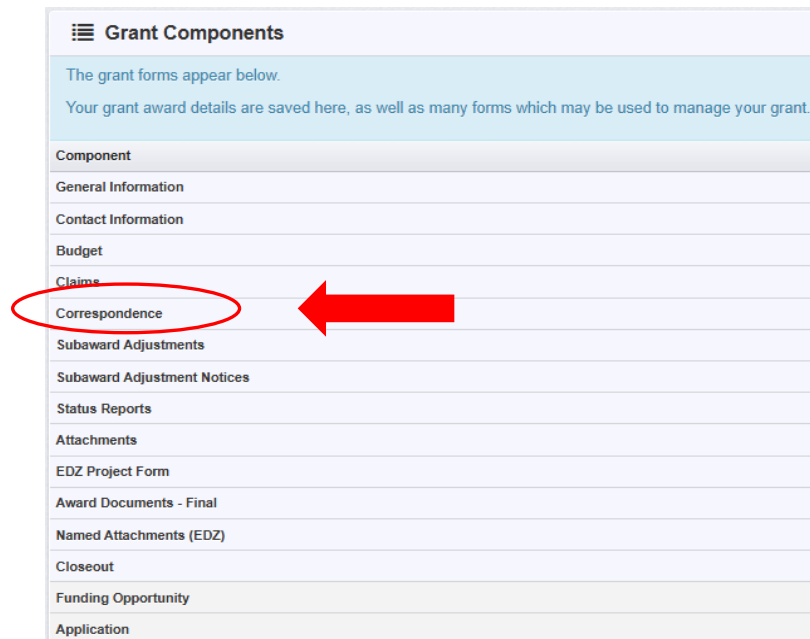 Grant Components
The grant forms appear below.
Your grant award details are saved here, as well as many forms which may be used to manage your grant.
Component
General Information
Contact Information
Budget
Claims
Correspondence
Subaward Adjustments
Subaward Adjustment Notices
Status Reports
Attachments
EDZ Project Form
Award Documents - Final
Named Attachments (EDZ)
Closeout
Funding Opportunity
Application